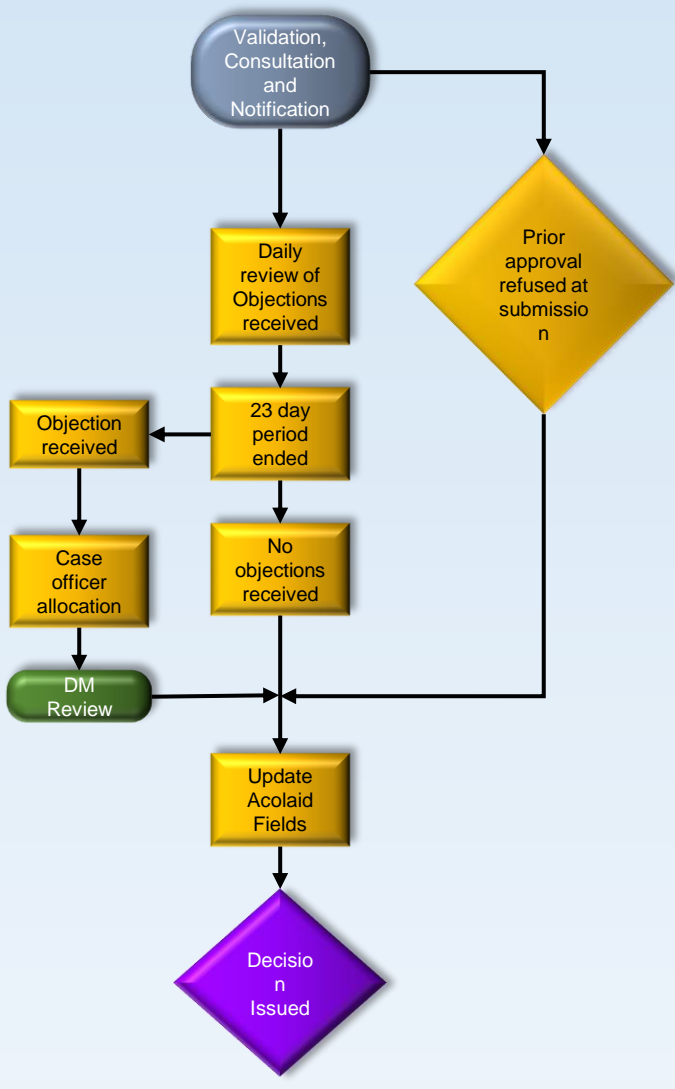 Validation,
Consultation
and
Notification
Prior
approval
refused at
submissio
n
Daily
review of
Objections
received
Objection
received
23 day
period
ended
Case
officer
allocation
No
objections
received
DM
Review
Update
Acolaid
Fields
Decisio
n
Issued